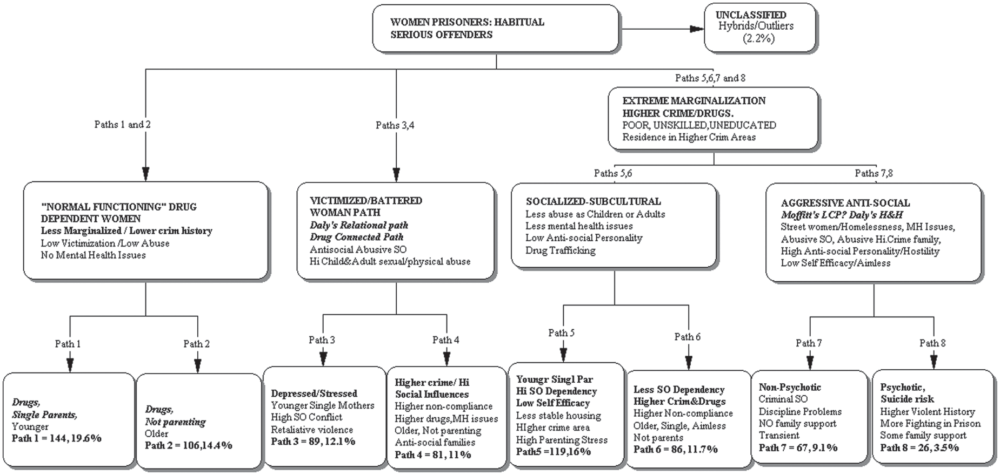 WOMEN PRISONERS: HABITUAL
SERIOUS OFFENDERS
UNCLASSIFIED
Hybrids/Outliers
(2.2%)
Paths 5,6,7 and 8
EXTREME MARGINALIZATION
HIGHER CRIME/DRUGS.
POOR, UNSKILLED,UNEDUCATED
Residence in Higher Crim Areas
Paths 1 and 2
Paths 3,4
Paths 5,6
Paths 7,8
"NORMAL FUNCTIONING" DRUG
DEPENDENT WOMEN
Less Marginalized / Lower crim history
Low Victimization /Low Abuse
No Mental Health Issues
VICTIMIZED/BATTERED
WOMAN PATH
Daly's Relational path
Drug Connected Path
Antisocial Abusive SO
Hi Child&Adult sexual/physical abuse
SOCIALIZED-SUBCULTURAL
Less abuse as Children or Adults
Less mental health issues
Low Anti-social Personality
Drug Trafficking
AGGRESSIVE ANTI-SOCIAL
Moffitt's LCP? Daly's H&H
Street women/Homelessness, MH Issues,
Abusive SO, Abusive Hi.Crime family,
High Anti-social Personality/Hostility
Low Self Efficacy/Aimless
Path 1
Path 2
Path 3
Path 4
Path 5
Path 6
Path 7
Path 8
Drugs,
Single Parents,
Younger
Path 1 = 144, 19.6%
Drugs,
Not parenting
Older
Path 2 = 106,14.4%
Depressed/Stressed
Younger Single Mothers
High SO Conflict
Retaliative violence
Path 3 = 89, 12.1%
Higher crime/ Hi
Social Influences
Higher non-compliance
Higher drugs,MH issues
Older, Not parenting
Anti-social families
Path 4 = 81, 11%
Youngr Singl Par
Hi SO Dependency
Low Self Efficacy
Less stable housing
HIgher crime area
High Parenting Stress
Path5 =119,16%
Less SO Dependency
Higher Crim&Drugs
Higher Non-compliance
Older, Single, Aimless
Not parents
Path 6 = 86, 11.7%
Non-Psychotic
Criminal SO
Discipline Problems
NO family support
Transient
Path 7 = 67, 9.1%
Psychotic,
Suicide risk
Higher Violent History
More Fighting in Prison
Some family support
Path 8 = 26, 3.5%